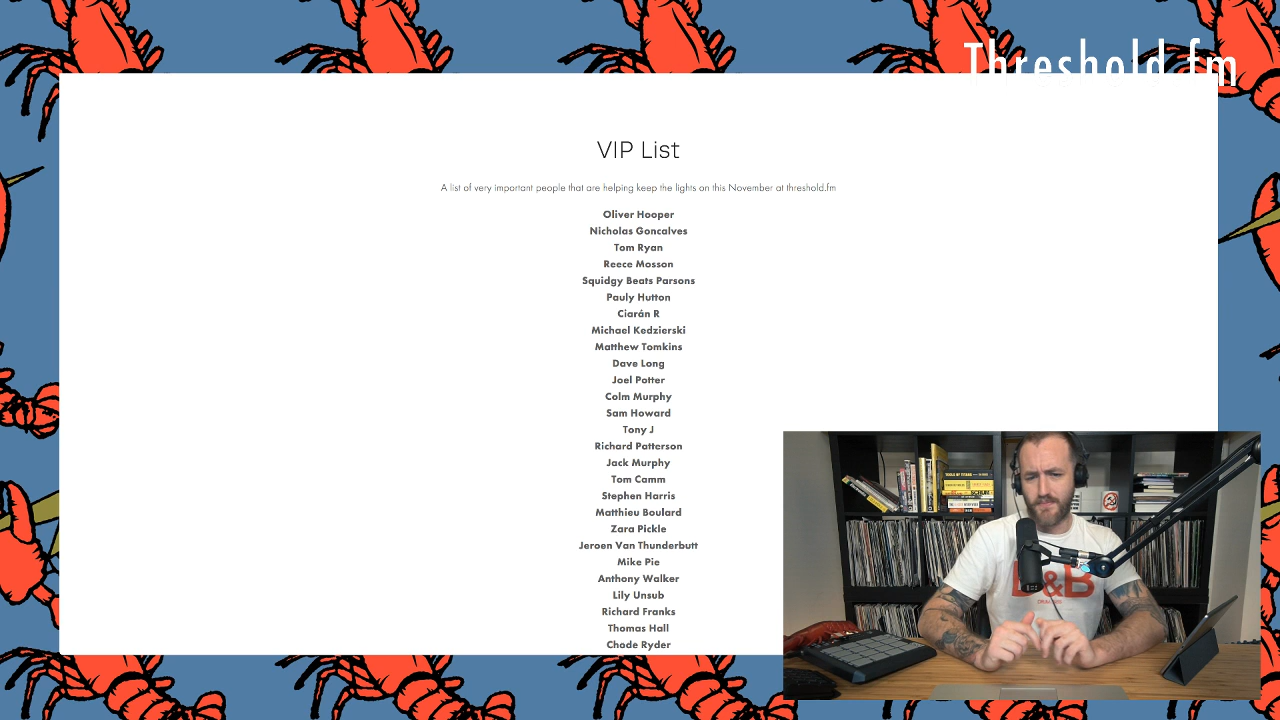 Threshold.fm
VIP List
A list of very important people that are helping keep the lights on this November at threshold.fm
Oliver Hooper
Nicholas Goncalves
Tom Ryan
Reece Mosson
Squidgy Beats Parsons
Pauly Hutton
Ciarán R
Michael Kedzierski
Matthew Tomkins
Dave Long
Joel Potter
Colm Murphy
Sam Howard
Tony J
Richard Patterson
Jack Murphy
Tom Camm
Stephen Harris
Matthieu Boulard
Zara Pickle
Jeroen Van Thunderbutt
Mike Pie
Anthony Walker
Lily Unsub
Richard Franks
Thomas Hall
Chode Ryder
TOOLS OF TITANS
D&B